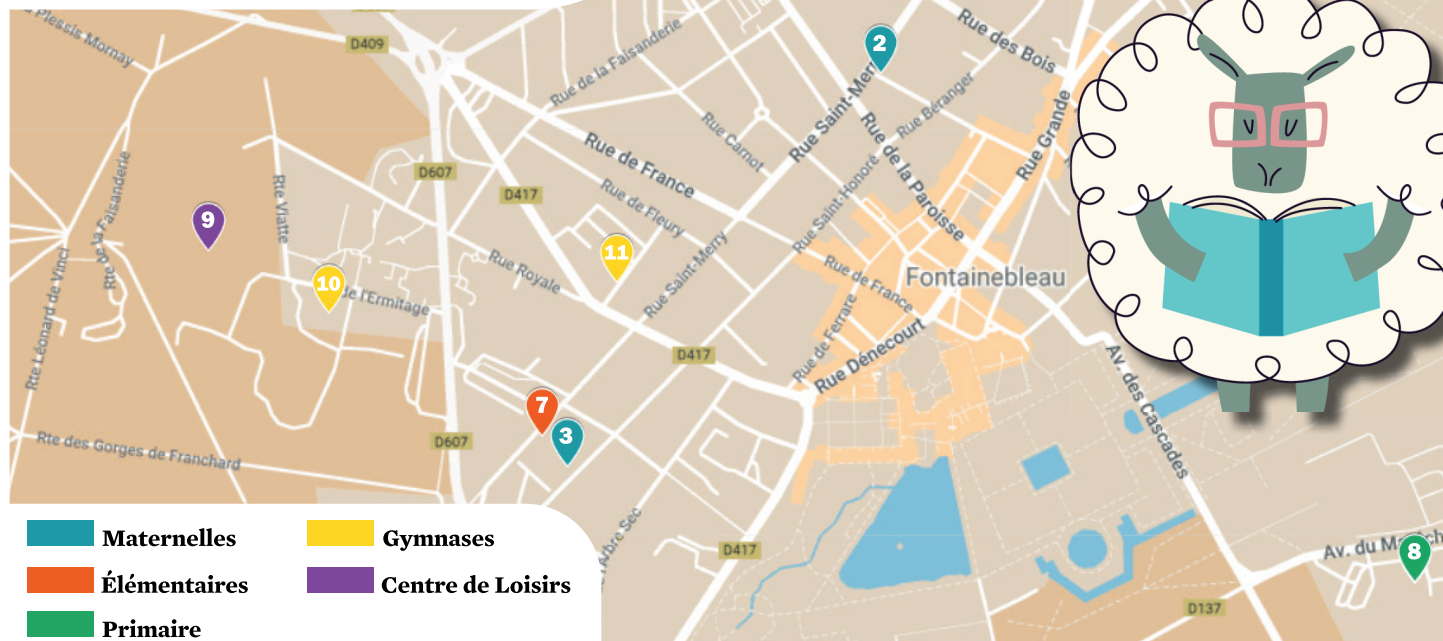 Plessis Mornay
D409
Rue de la Faisanderie
2
Rue des Bois
Rue Saint-Merry
Rue Béranger
Rue Carnot
Rue Grande
Rue de France
Rue de la Paroisse
D607
D417
Rte de la Faisanderie
Rte Viatte
9
Rue de Fleury
Rue Saint-Honoré
11
Rue Saint-Merry
Rue Royale
Rue de France
Fontainebleau
10
de l'Ermitage
Rte Léonard de Vinci
Rue de Ferrare
Rue Dénecourt
D417
Av. des Cascades
7
3
Rte des Gorges de Franchard
D607
l'Arbre Sec
D417
Av. du
8
D137
Maternelles
Gymnases
Élémentaires
Centre de Loisirs
Primaire